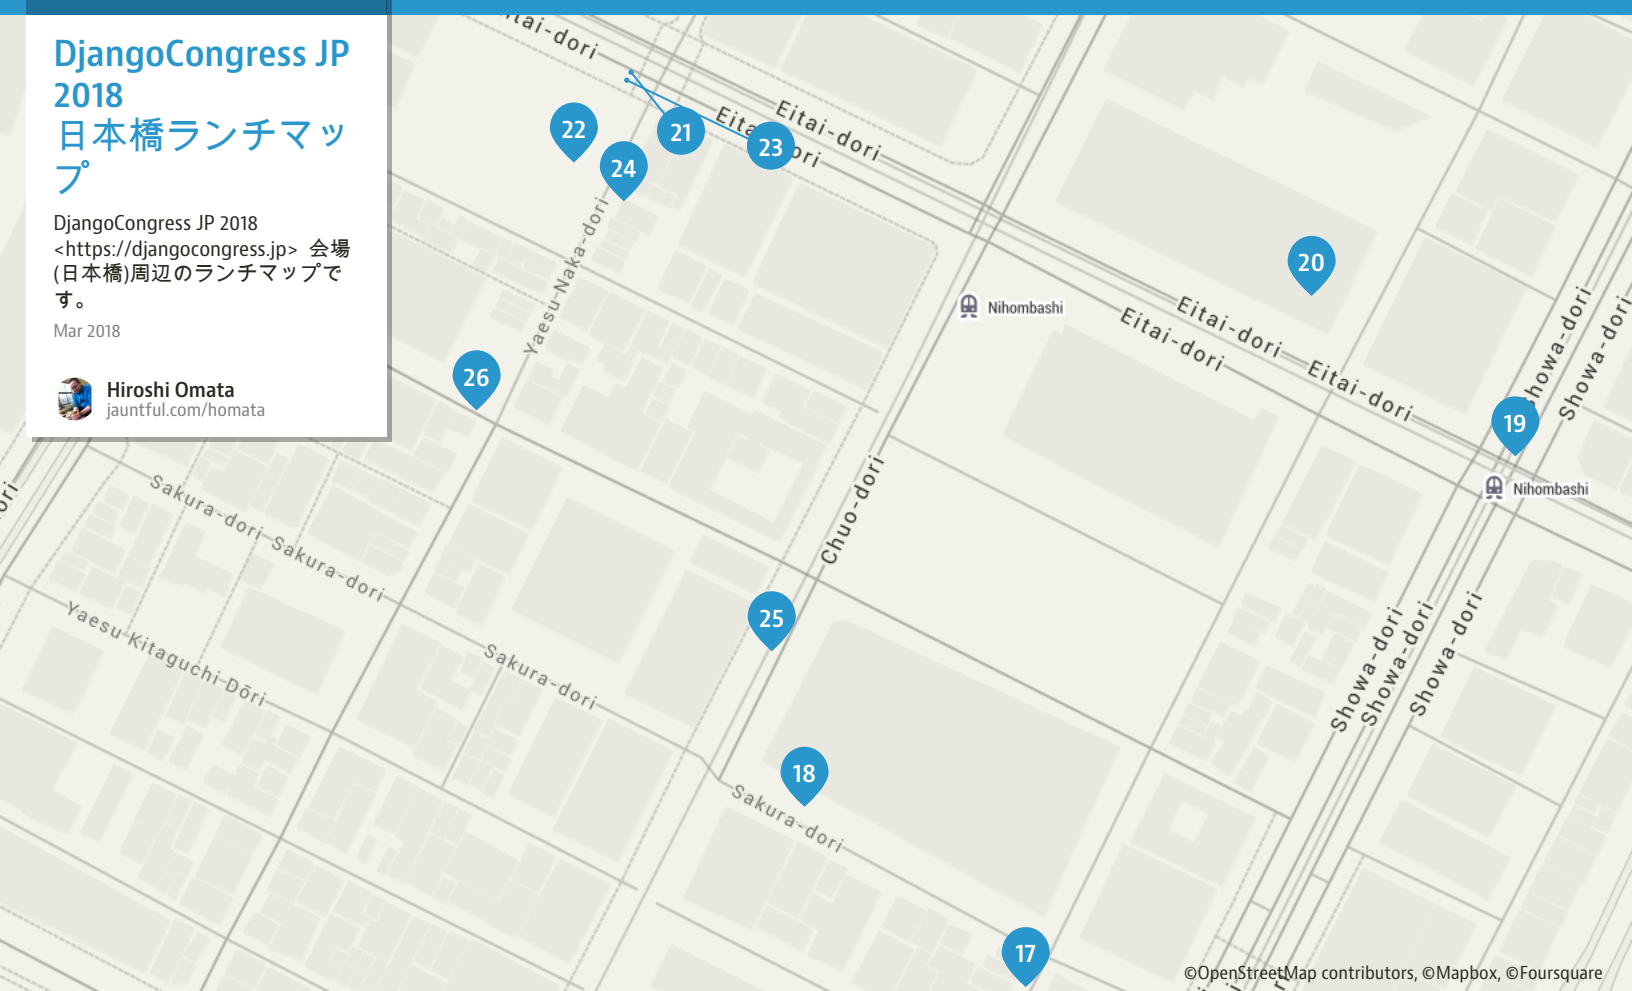 DjangoCongress JP
2018
日本橋ランチマッ
プ
DjangoCongress JP 2018
<https://djangocongress.jp> 会場
(日本橋)周辺のランチマップで
す。
Mar 2018
Hiroshi Omata
jauntful.com/homata
Eitai-dori
Eitai-dori
22
21
23
24
Yaesu Naka-dori
20
Nihombashi
Eitai-dori
Eitai-dori
Eitai-dori
Showa-dori
Showa-dori
26
19
Nihombashi
Chuo-dori
Sakura-dori
Sakura-dori
Yaesu Kitaguchi Dōri
Sakura-dori
25
Showa-dori
Showa-dori
Showa-dori
18
Sakura-dori
17
©OpenStreetMap contributors, ©Mapbox, ©Foursquare